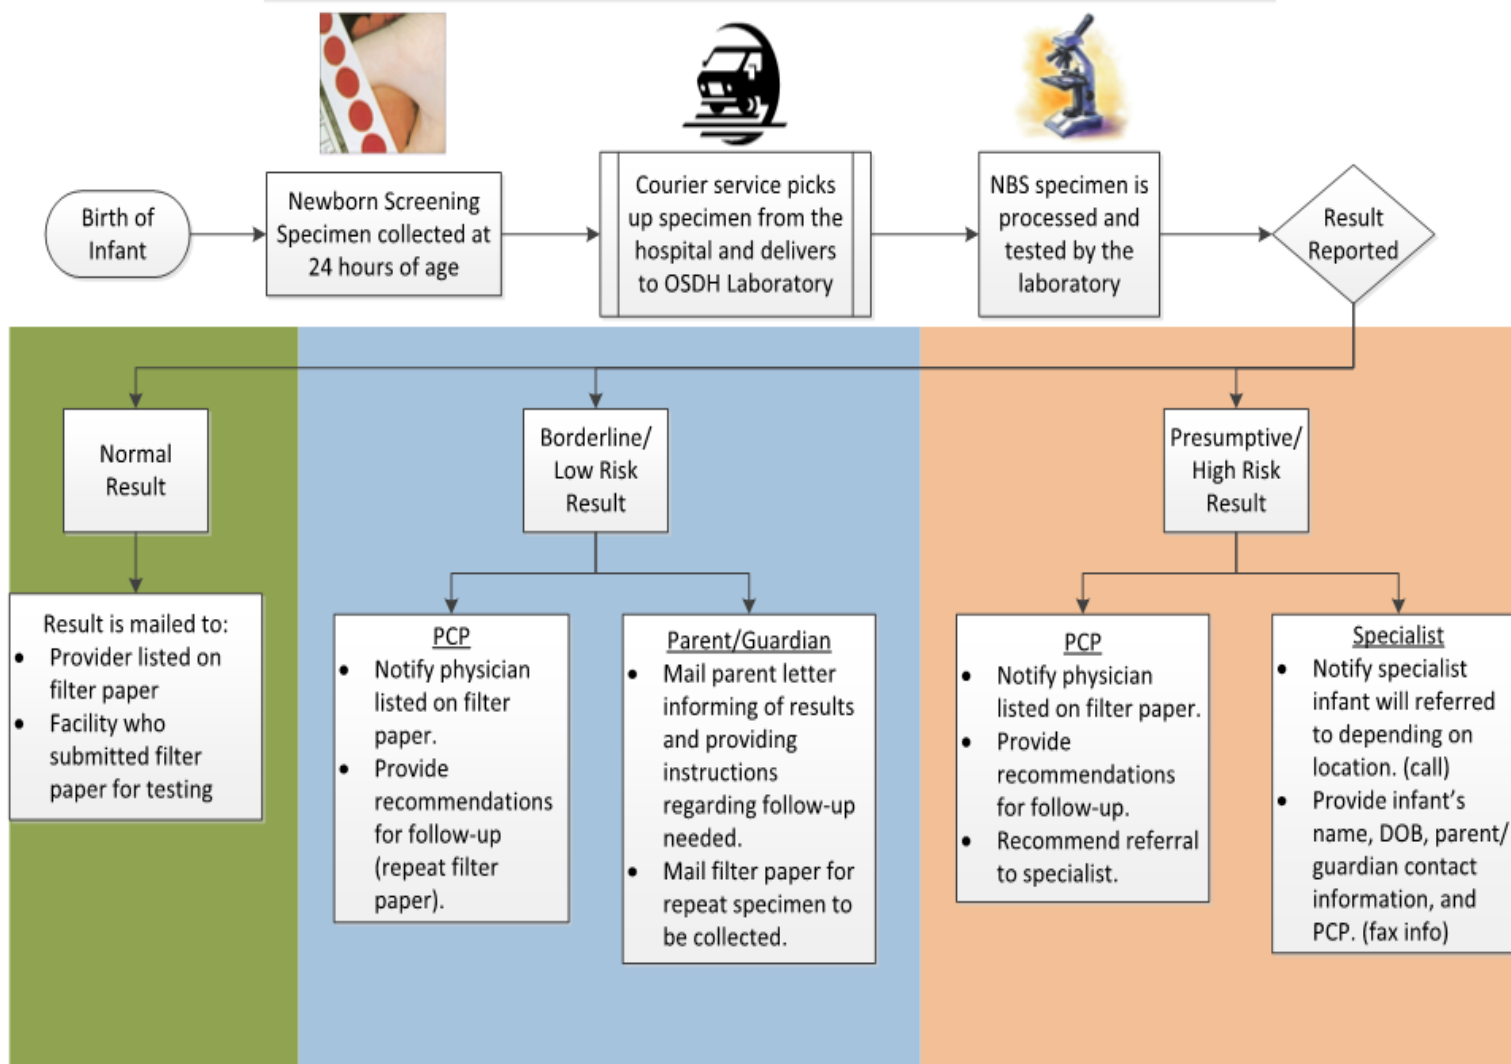 Birth of
Infant
Newborn Screening
Specimen collected at
24 hours of age
Courier service picks
up specimen from the
hospital and delivers
to OSDH Laboratory
NBS specimen is
processed and
tested by the
laboratory
Result
Reported
Normal
Result
Borderline/
Low Risk
Result
Presumptive/
High Risk
Result
Result is mailed to:
• Provider listed on
filter paper
• Facility who
submitted filter
paper for testing
PCP
• Notify physician
listed on filter
paper.
• Provide
recommendations
for follow-up
(repeat filter
paper).
Parent/Guardian
• Mail parent letter
informing of results
and providing
instructions
regarding follow-up
needed.
• Mail filter paper for
repeat specimen to
be collected.
PCP
• Notify physician
listed on filter paper.
• Provide
recommendations
for follow-up.
• Recommend referral
to specialist.
Specialist
• Notify specialist
infant will referred
to depending on
location. (call)
• Provide infant’s
name, DOB, parent/
guardian contact
information, and
PCP. (fax info)